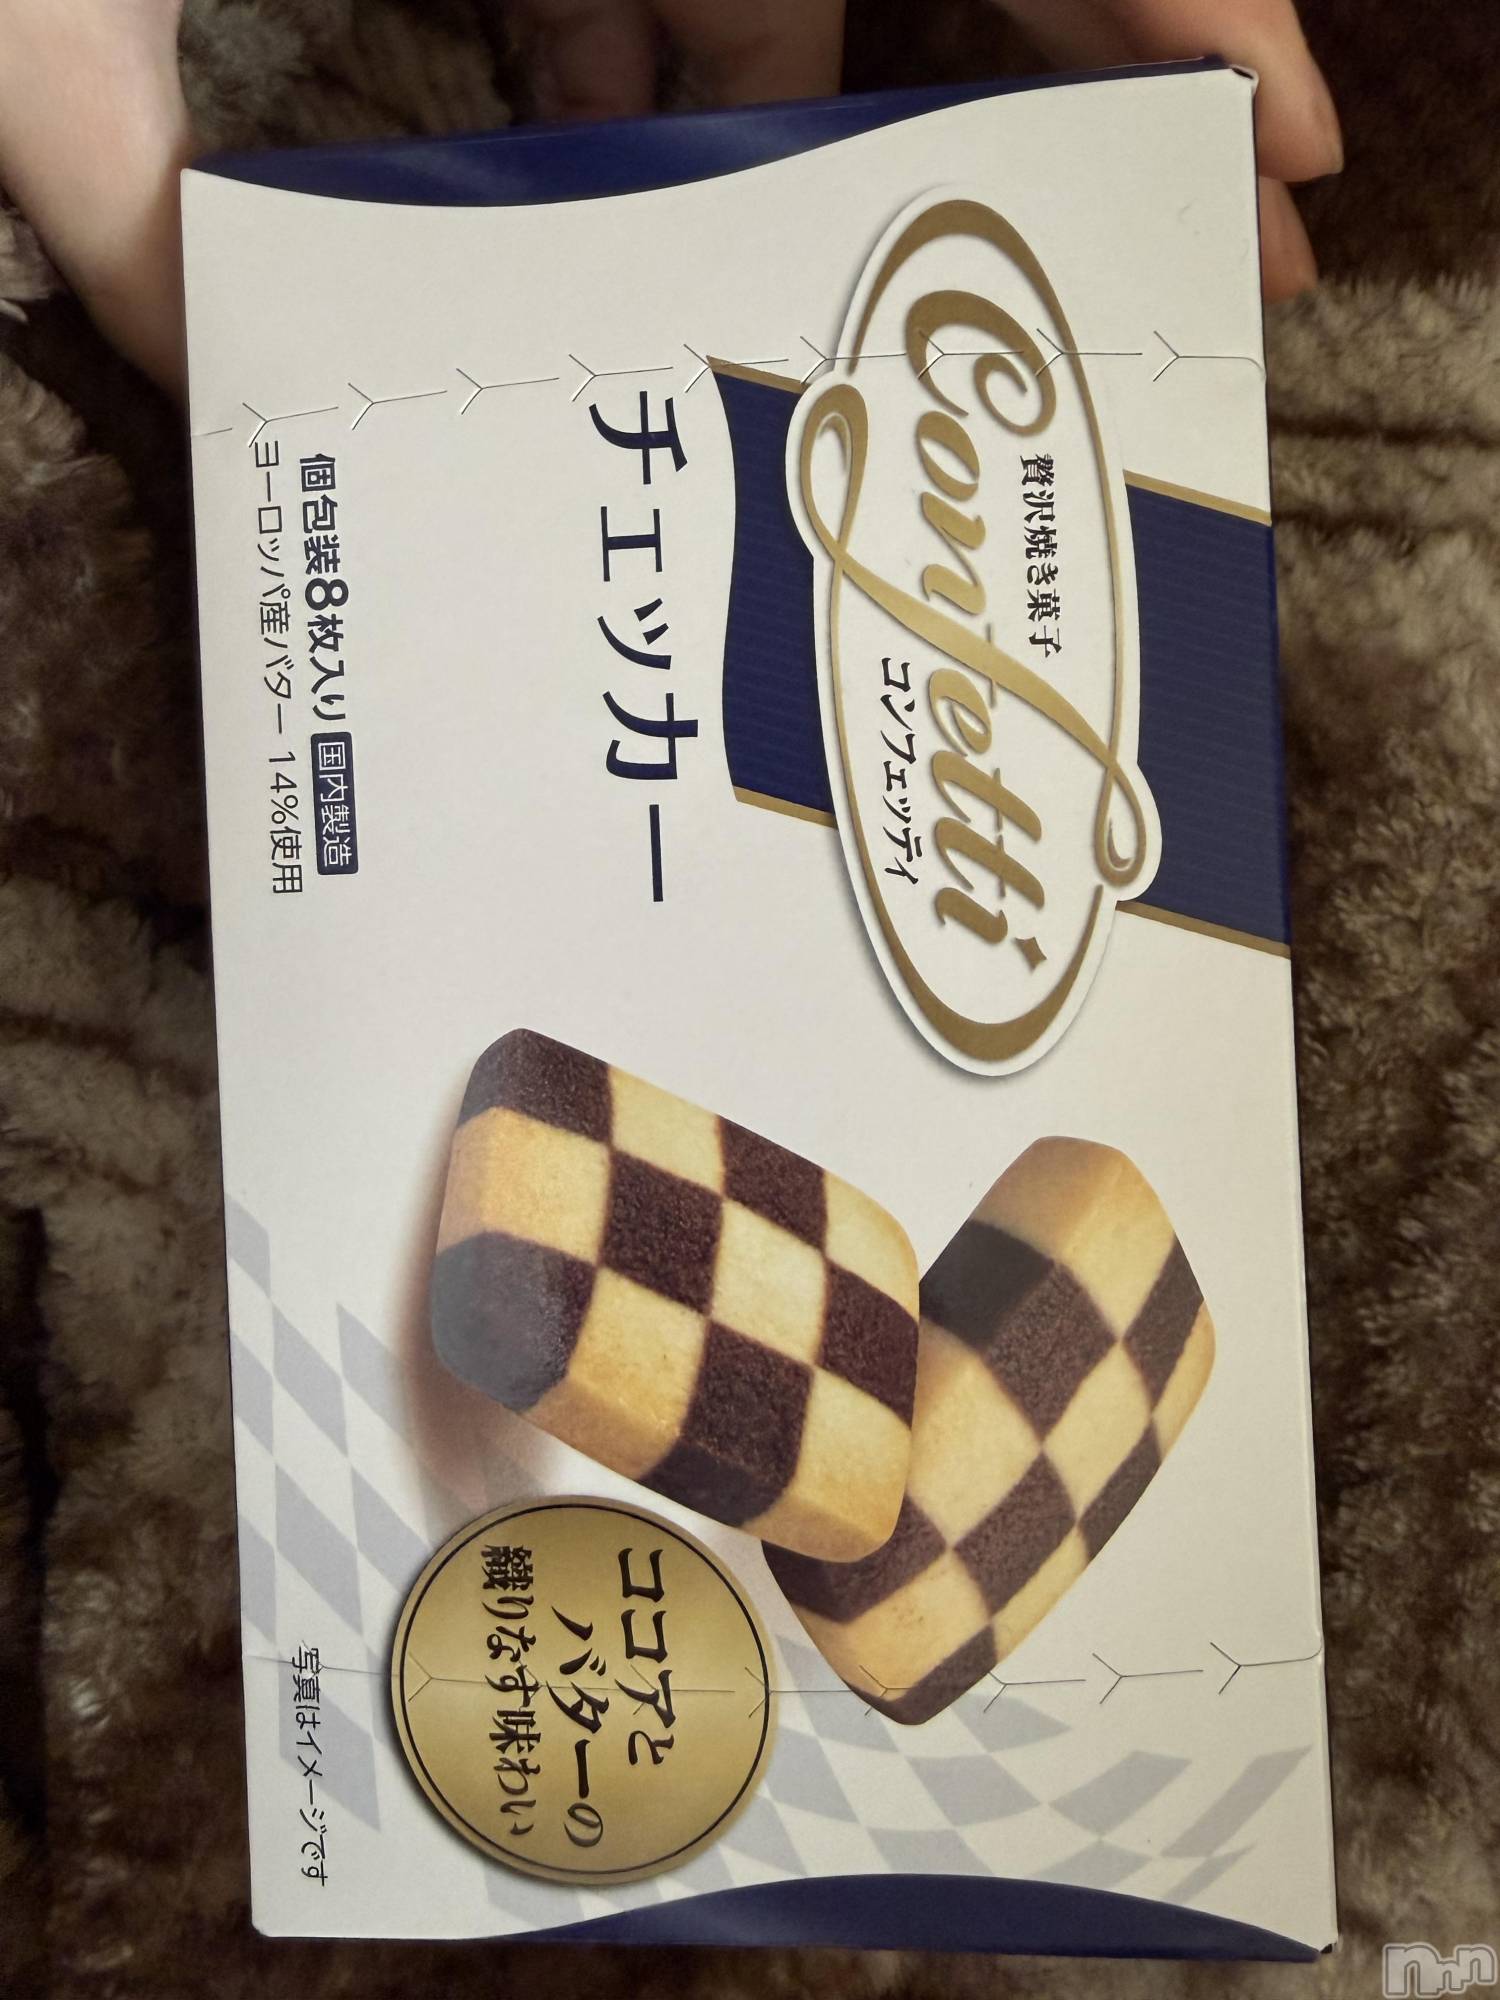 贅沢焼き菓子
Confetti
コンフェッティ
チェッカー
個包装8枚入り 国内製造
ヨーロッパ産バター14%使用
ココアと
バターの
織りなす味わい
写真はイメージです
nnn